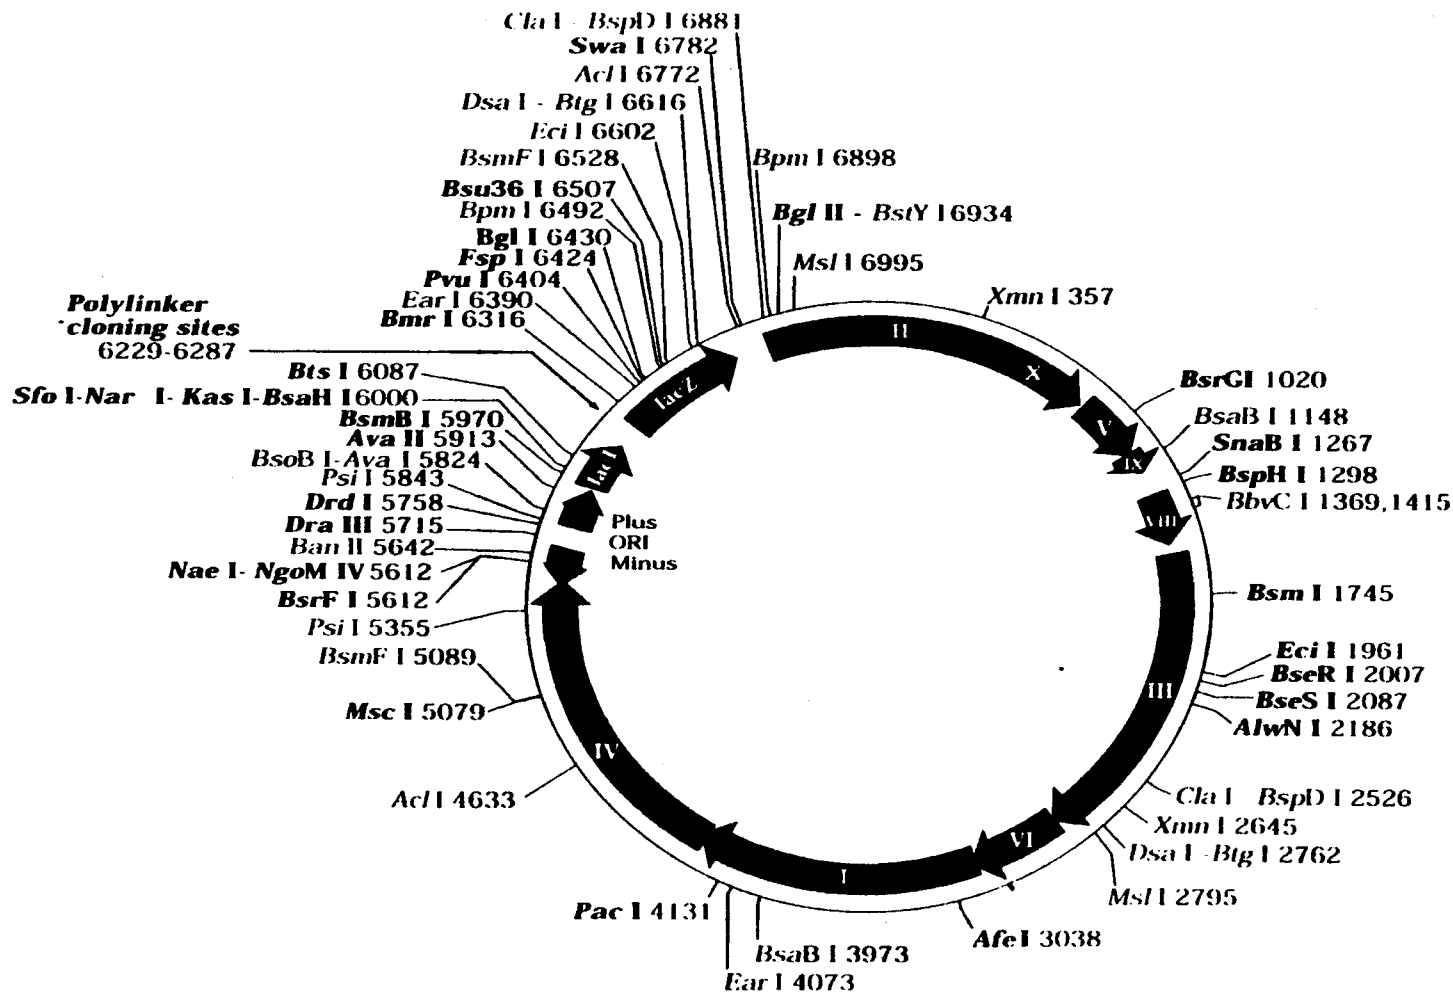 Cla I - BspD I 6881
Swa I 6782
Acl I 6772
Dsa I - Btg I 6616
Eci I 6602
BsmF I 6528
Bsu36 I 6507
Bpm I 6492
Bgl I 6430
Fsp I 6424
Pvu I 6404
Ear I 6390
Bmr I 6316
Polylinker
cloning sites
6229-6287
Bts I 6087
Sfo I-Nar I- Kas I-BsaH I 6000
BsmB I 5970
Ava II 5913
BsoB I-Ava I 5824
Psi I 5843
Drd I 5758
Dra III 5715
Ban II 5642
Nae I- NgoM IV 5612
BsrF I 5612
Psi I 5355
BsmF I 5089
Msc I 5079
Acl I 4633
Pac I 4131
Ear I 4073
BsaB I 3973
Afe I 3038
Msl I 2795
Dsa I -Btg I 2762
Xmn I 2645
Cla I BspD I 2526
AlwN I 2186
BseS I 2087
BseR I 2007
Eci I 1961
Bsm I 1745
BbvC I 1369,1415
BspH I 1298
SnaB I 1267
BsaB I 1148
BsrGI 1020
Xmn I 357
Msl I 6995
Bgl II - BstY I 6934
Bpm I 6898
II
X
V
IX
VIII
III
VI
I
IV
lacZ
lacI
Plus
ORI
Minus